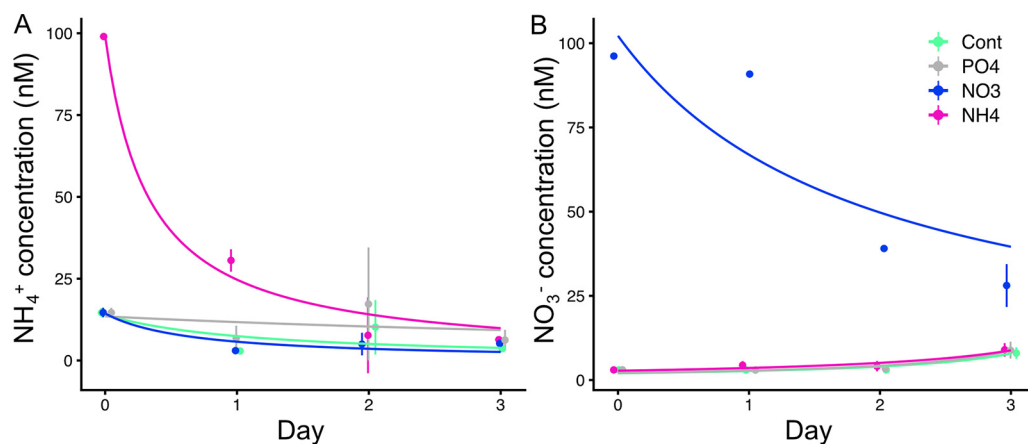 A
NH₄⁺ concentration (nM)
100
75
50
25
0
0 1 2 3
Day
B
NO₃⁻ concentration (nM)
100
75
50
25
0
0 1 2 3
Day
Cont
PO4
NO3
NH4